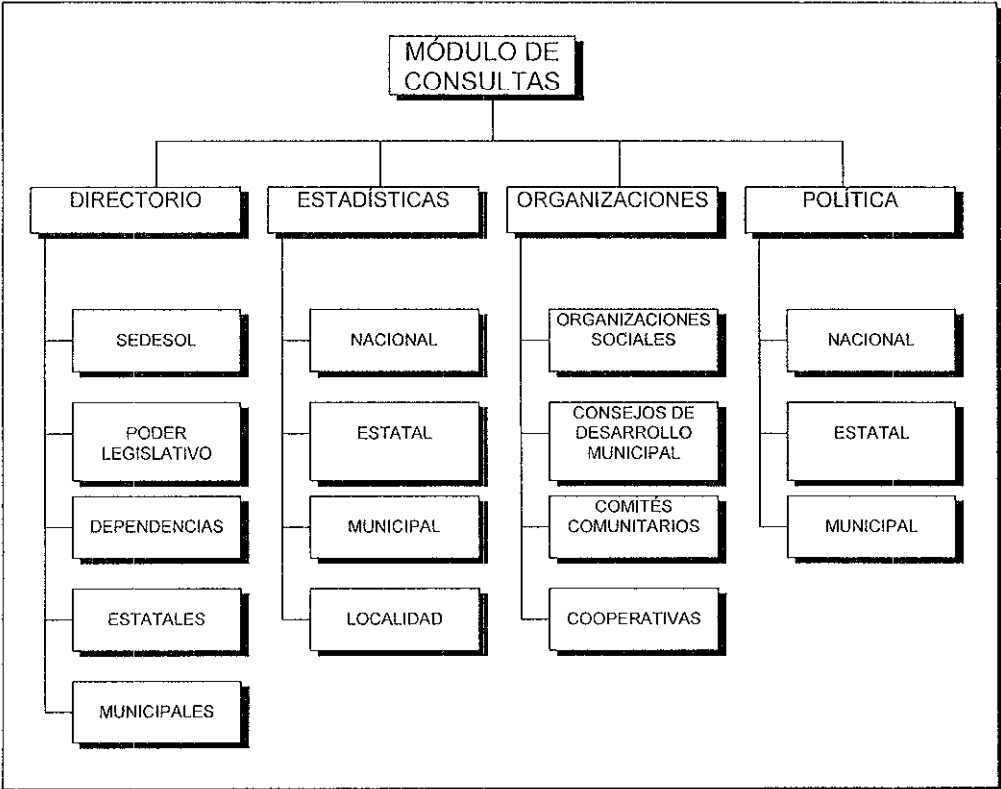 MÓDULO DE
CONSULTAS
DIRECTORIO
ESTADÍSTICAS
ORGANIZACIONES
POLÍTICA
SEDESOL
PODER
LEGISLATIVO
DEPENDENCIAS
ESTATALES
MUNICIPALES
NACIONAL
ESTATAL
MUNICIPAL
LOCALIDAD
ORGANIZACIONES
SOCIALES
CONSEJOS DE
DESARROLLO
MUNICIPAL
COMITÉS
COMUNITARIOS
COOPERATIVAS
NACIONAL
ESTATAL
MUNICIPAL